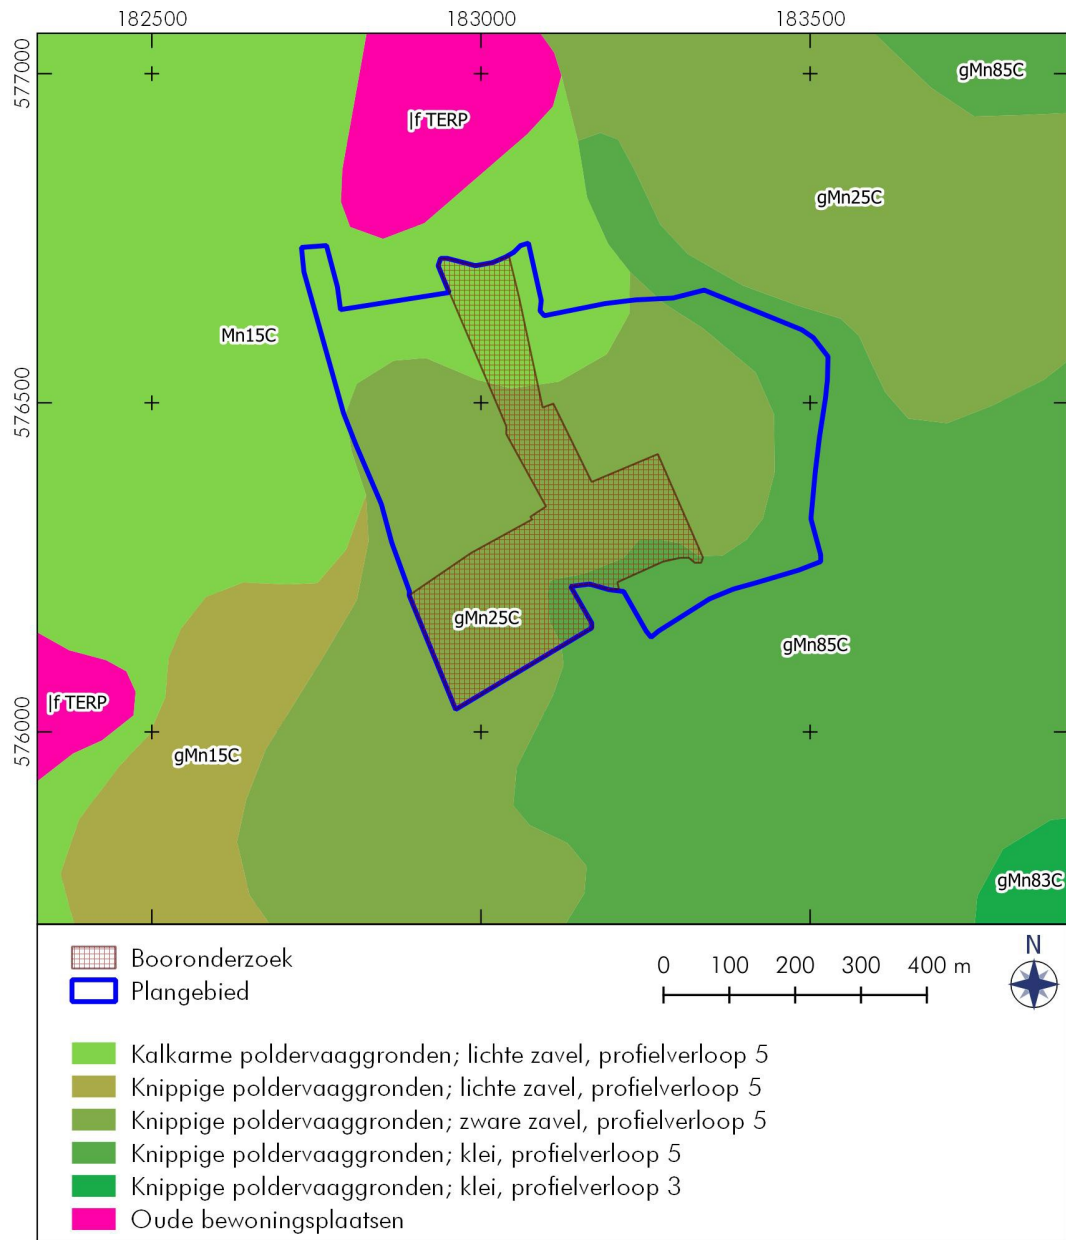 182500 183000 183500
577000
gMn85C
|f TERP
gMn25C
Mn15C
576500
gMn25C
gMn85C
|f TERP
576000
gMn15C
gMn83C
Booronderzoek
Plangebied
0 100 200 300 400 m
N
Kalkarme poldervaaggronden; lichte zavel, profielverloop 5
Knippige poldervaaggronden; lichte zavel, profielverloop 5
Knippige poldervaaggronden; zware zavel, profielverloop 5
Knippige poldervaaggronden; klei, profielverloop 5
Knippige poldervaaggronden; klei, profielverloop 3
Oude bewoningsplaatsen